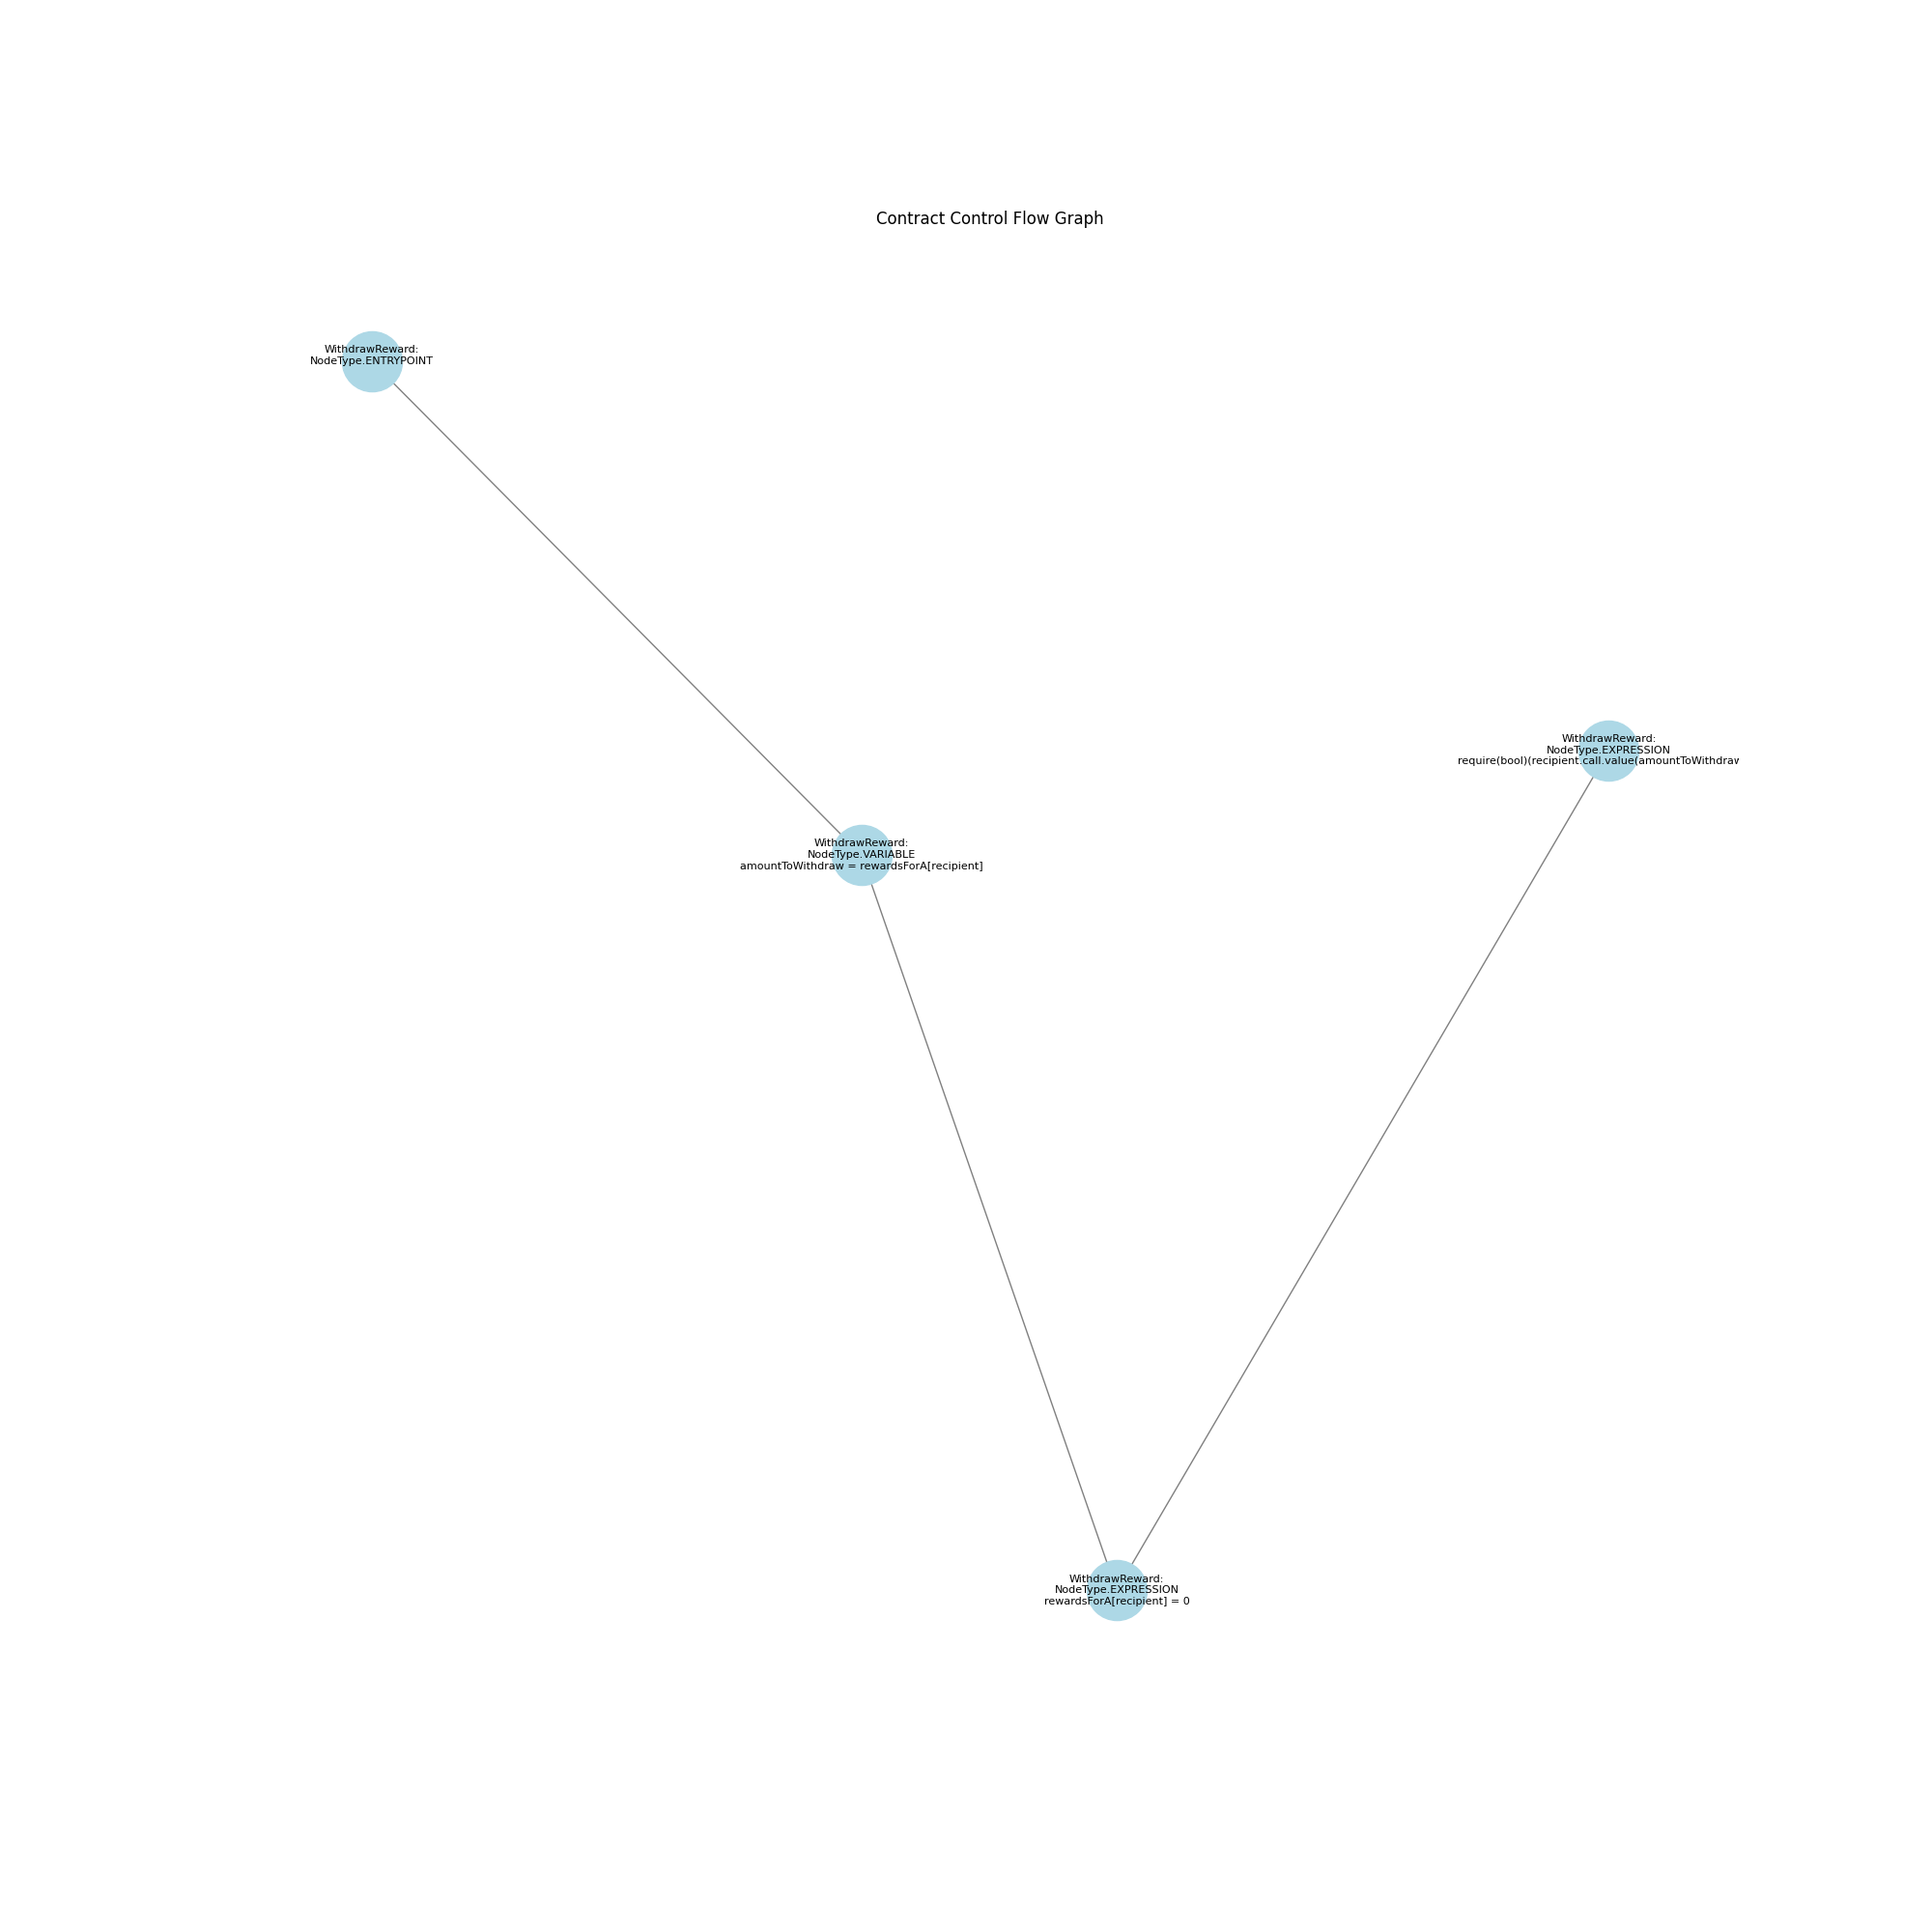 Contract Control Flow Graph
WithdrawReward:
NodeType.ENTRYPOINT
WithdrawReward:
NodeType.EXPRESSION
require(bool)(recipient.call.value(amountToWithdraw
WithdrawReward:
NodeType.VARIABLE
amountToWithdraw = rewardsForA[recipient]
WithdrawReward:
NodeType.EXPRESSION
rewardsForA[recipient] = 0